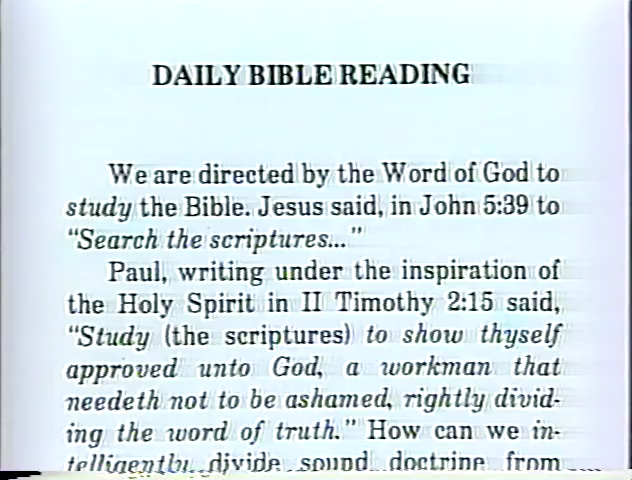 DAILY BIBLE READING
We are directed by the Word of God to
study the Bible. Jesus said, in John 5:39 to
"Search the scriptures..."
Paul, writing under the inspiration of
the Holy Spirit in II Timothy 2:15 said,
"Study (the scriptures) to show thyself
approved unto God, a workman that
needeth not to be ashamed, rightly divid-
ing the word of truth." How can we in-
telligently divide sound doctrine from